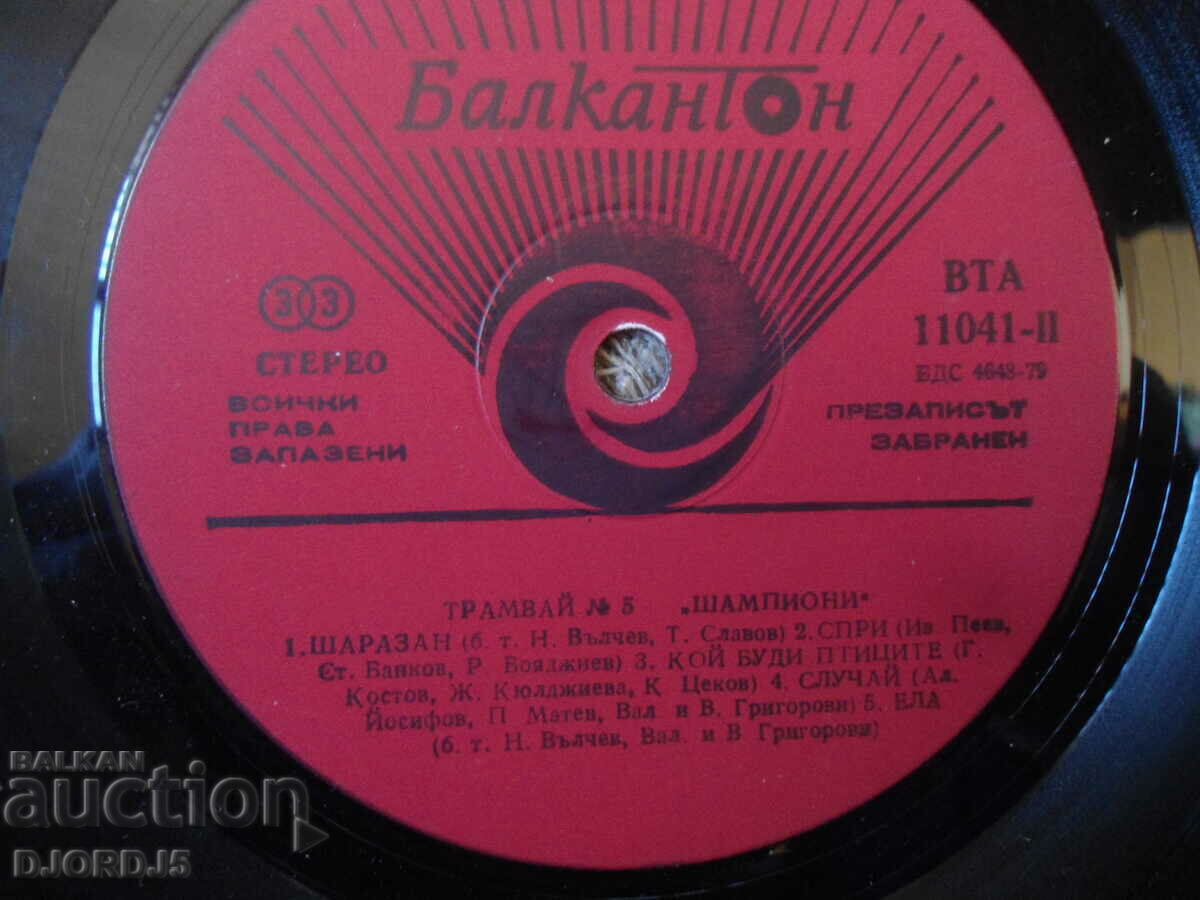 Балкантон
33
СТЕРЕО
ВСИЧКИ
ПРАВА
ЗАПАЗЕНИ
ВТА
11041-II
БДС 4648-79
ПРЕЗАПИСЪТ
ЗАБРАНЕН
ТРАМВАЙ № 5 „ШАМПИОНИ"
1. ШАРАЗАН (б. т. Н. Вълчев, Т. Славов) 2. СПРИ (Ив. Пеев,
Ст. Банков, Р. Бояджиев) 3. КОЙ БУДИ ПТИЦИТЕ (Г.
Костов, Ж. Кюлджиева, К. Цеков) 4. СЛУЧАЙ (Ал.
Йосифов, П. Матев, Вал. и В. Григорови) 5. ЕЛА
(б. т. Н. Вълчев, Вал. и В Григорови)
BALKAN
auction
DJORDJ5